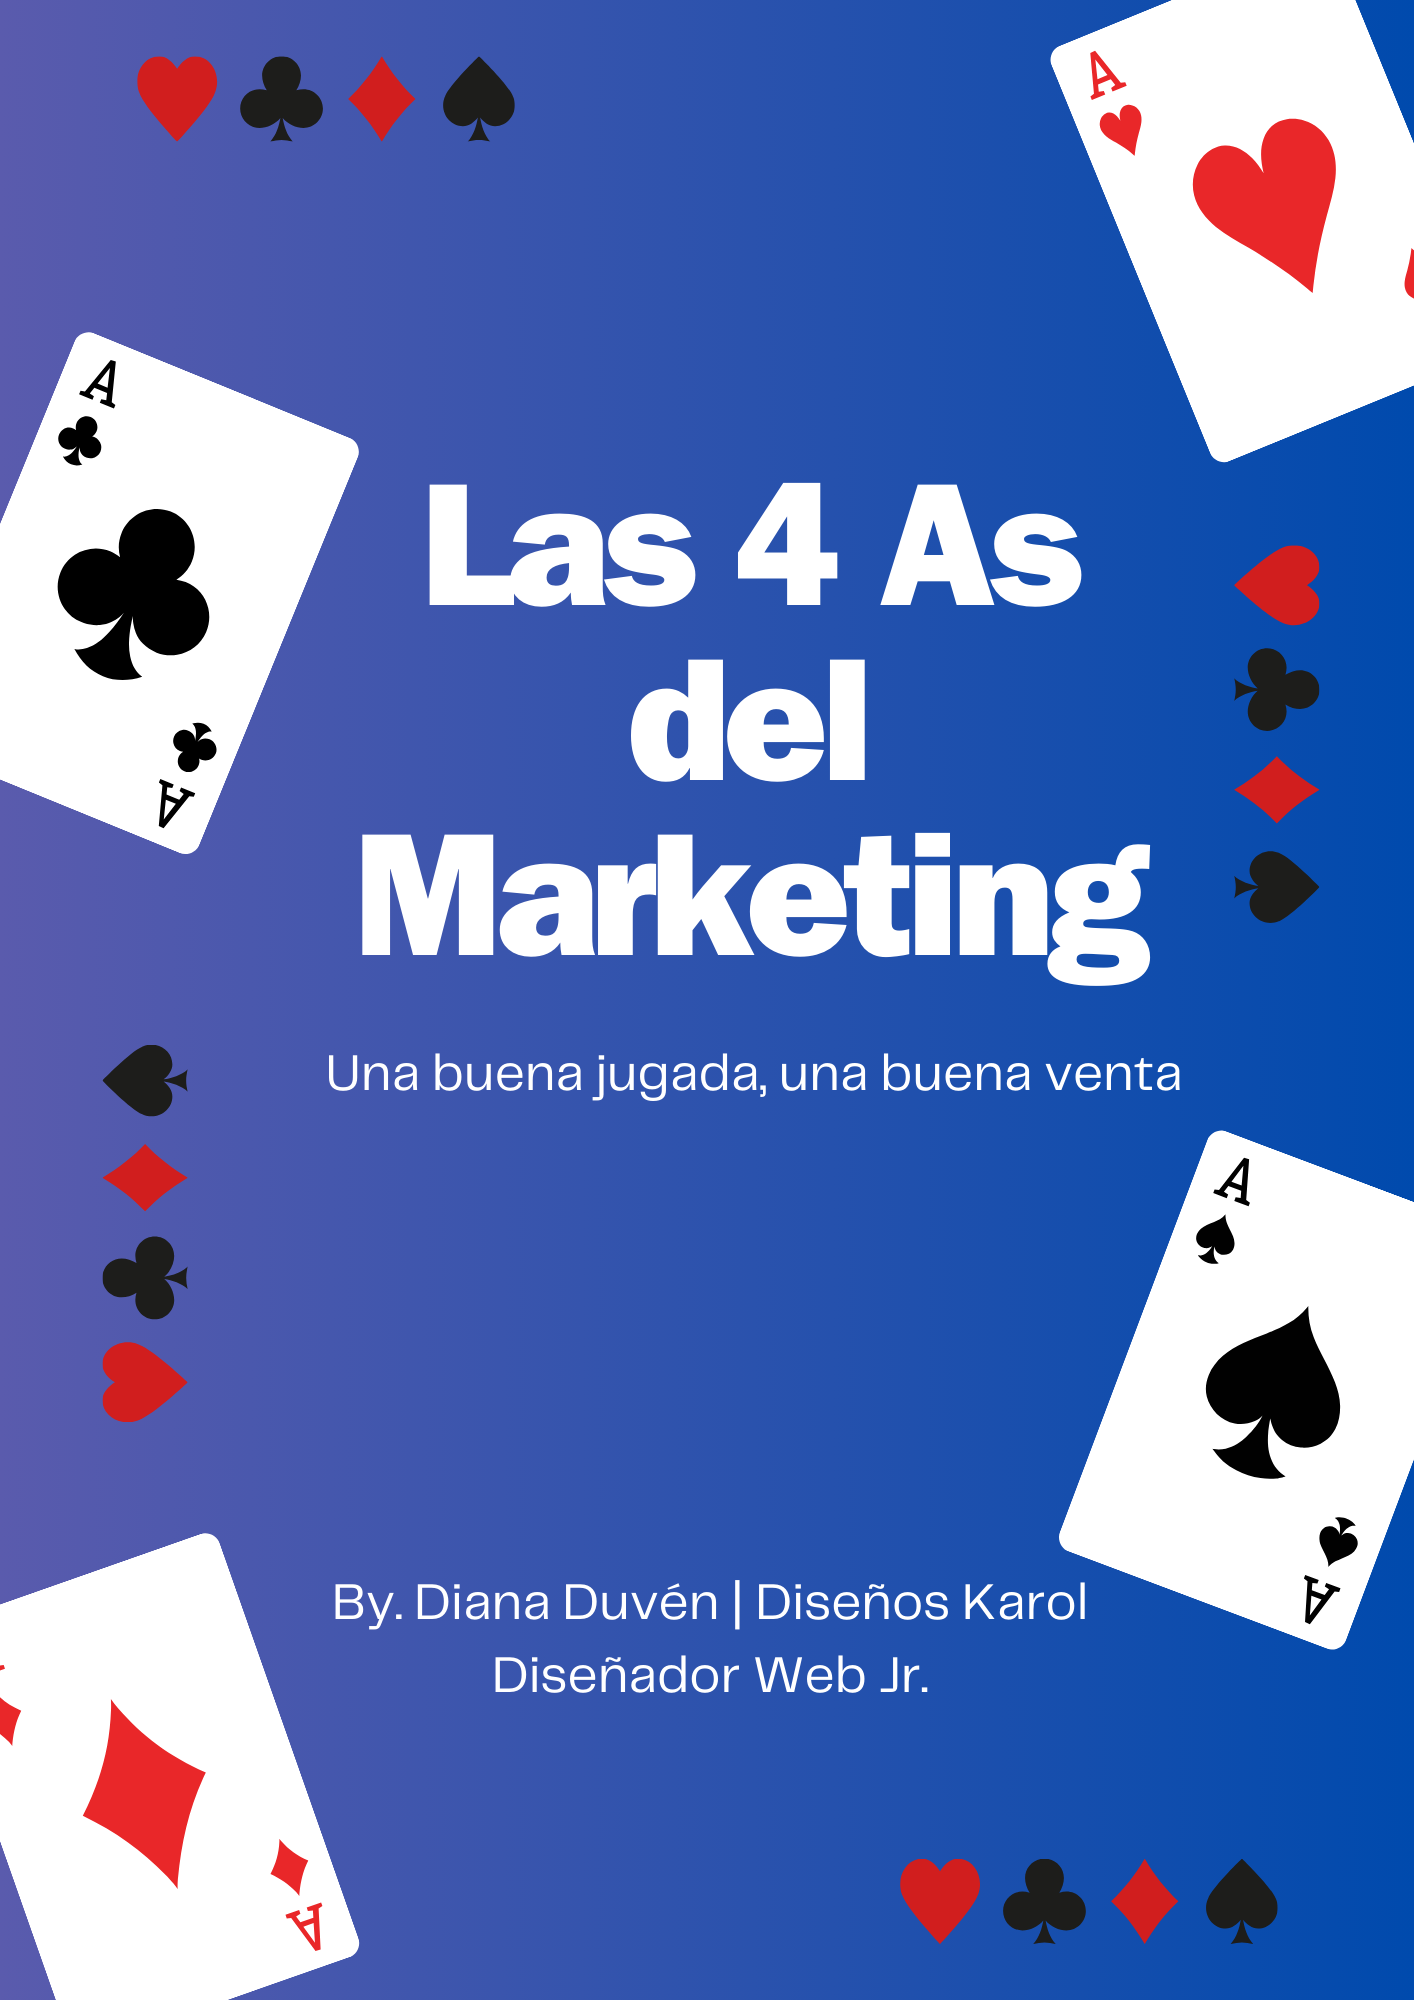 A
A
Las 4 As
del
Marketing
A
Una buena jugada, una buena venta
A
By. Diana Duvén | Diseños Karol
A
Diseñador Web Jr.
A